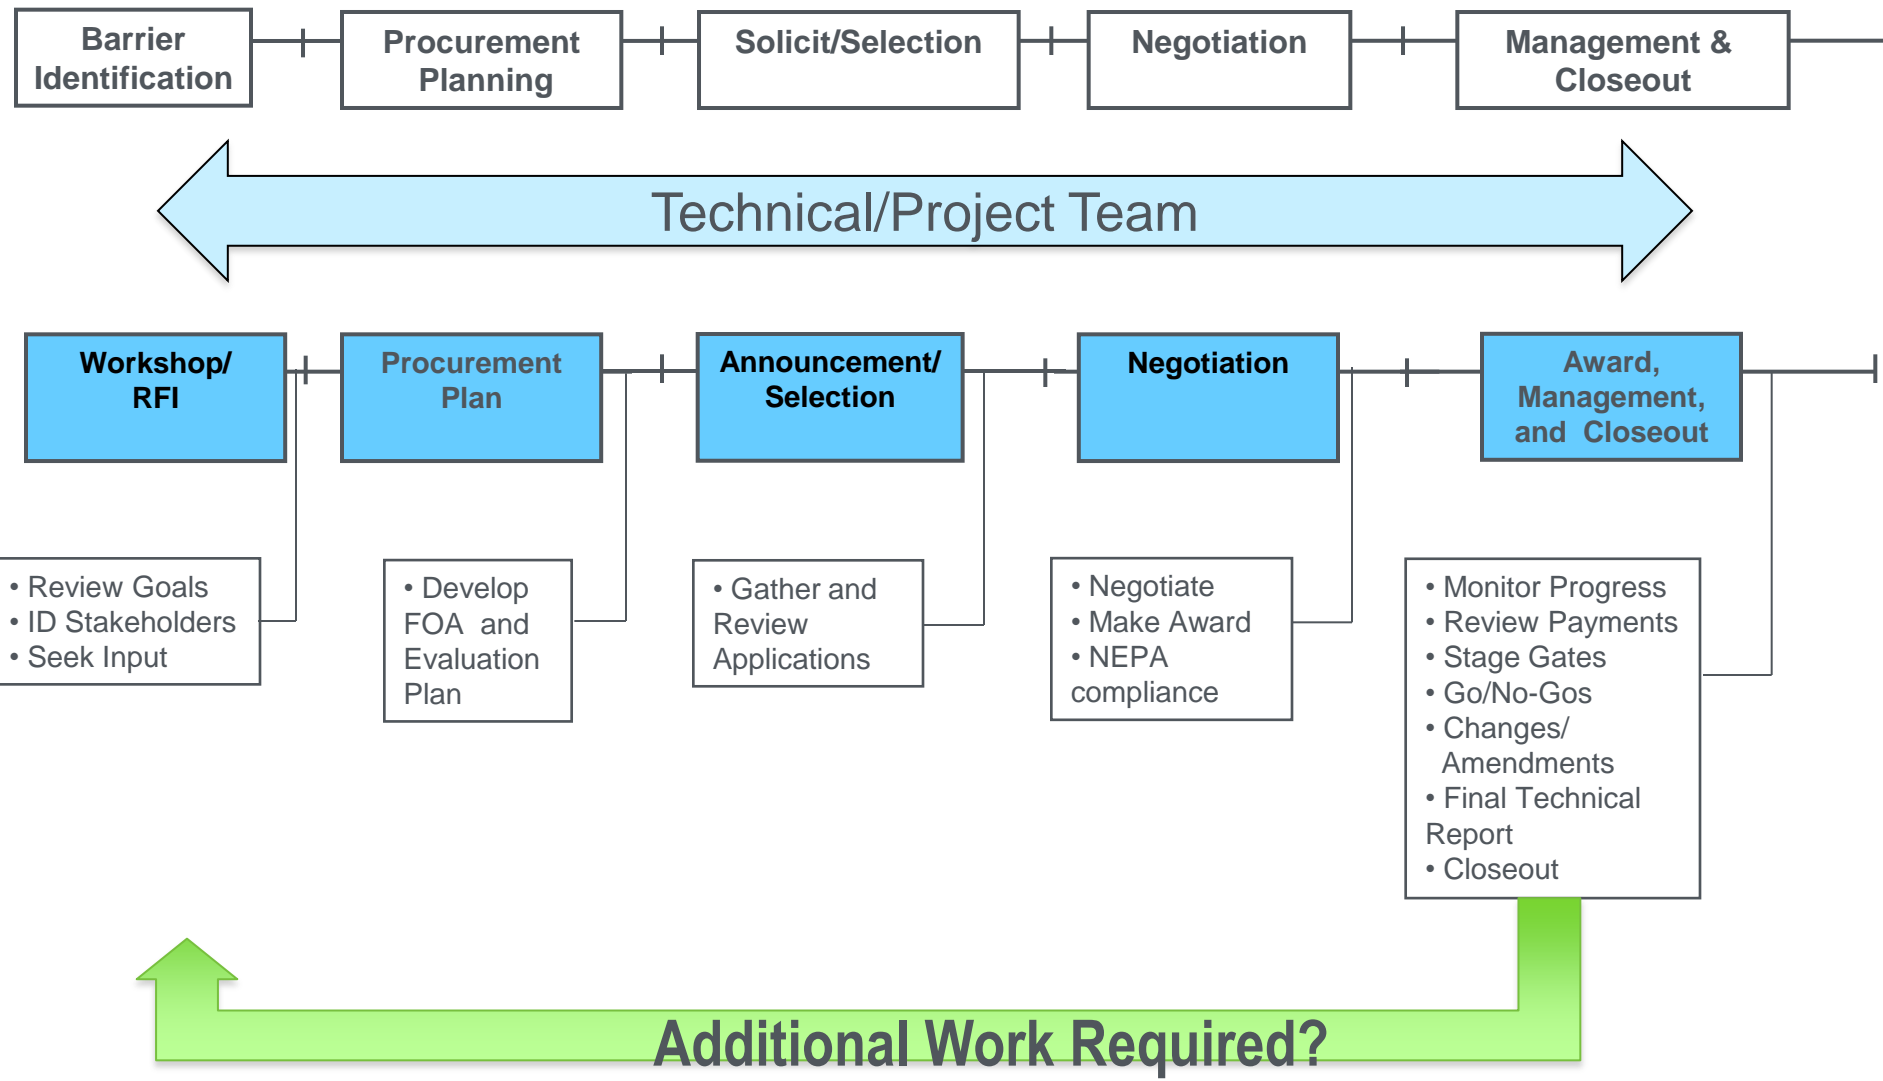 Barrier
Identification
Procurement
Planning
Solicit/Selection
Negotiation
Management &
Closeout
Technical/Project Team
Workshop/
RFI
Procurement
Plan
Announcement/
Selection
Negotiation
Award,
Management,
and Closeout
• Review Goals
• ID Stakeholders
• Seek Input
• Develop
FOA and
Evaluation
Plan
• Gather and
Review
Applications
• Negotiate
• Make Award
• NEPA
compliance
• Monitor Progress
• Review Payments
• Stage Gates
• Go/No-Gos
• Changes/
Amendments
• Final Technical
Report
• Closeout
Additional Work Required?